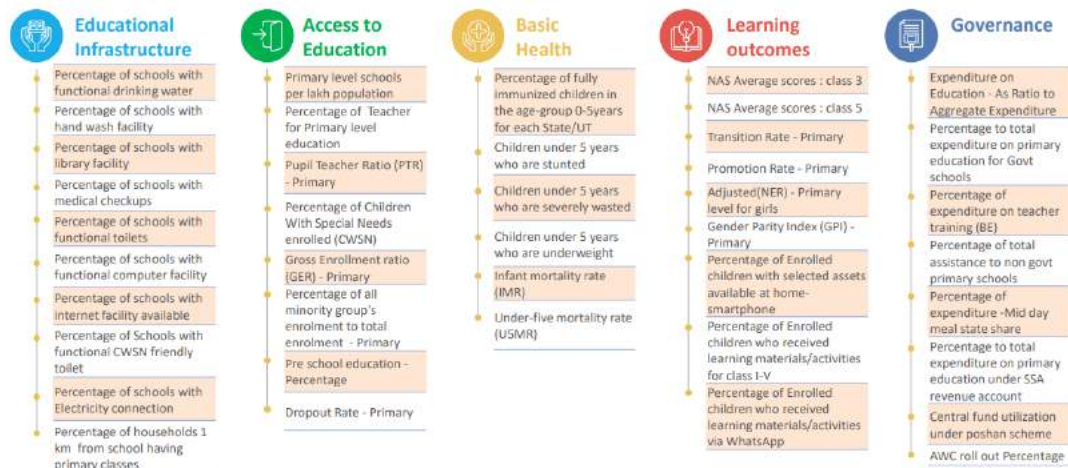 Educational
Infrastructure
Percentage of schools with
functional drinking water
Percentage of schools with
hand wash facility
Percentage of schools with
library facility
Percentage of schools with
medical checkups
Percentage of schools with
functional toilets
Percentage of schools with
functional computer facility
Percentage of schools with
internet facility available
Percentage of Schools with
functional CWSN friendly
toilet
Percentage of schools with
Electricity connection
Percentage of households 1
km from school having
primary classes
Access to
Education
Primary level schools
per lakh population
Percentage of Teacher
for Primary level
education
Pupil Teacher Ratio (PTR)
- Primary
Percentage of Children
With Special Needs
enrolled (CWSN)
Gross Enrollment ratio
(GER) - Primary
Percentage of all
minority group's
enrolment to total
enrolment - Primary
Pre school education -
Percentage
Dropout Rate - Primary
Basic
Health
Percentage of fully
immunized children in
the age-group 0-5years
for each State/UT
Children under 5 years
who are stunted
Children under 5 years
who are severely wasted
Children under 5 years
who are underweight
Infant mortality rate
(IMR)
Under-five mortality rate
(U5MR)
Learning
outcomes
NAS Average scores : class 3
NAS Average scores : class 5
Transition Rate - Primary
Promotion Rate - Primary
Adjusted(NER) - Primary
level for girls
Gender Parity Index (GPI) -
Primary
Percentage of Enrolled
children with selected assets
available at home-
smartphone
Percentage of Enrolled
children who received
learning materials/activities
for class I-V
Percentage of Enrolled
children who received
learning materials/activities
via WhatsApp
Governance
Expenditure on
Education - As Ratio to
Aggregate Expenditure
Percentage to total
expenditure on primary
education for Govt
schools
Percentage of
expenditure on teacher
training (BE)
Percentage of total
assistance to non govt
primary schools
Percentage of
expenditure -Mid day
meal state share
Percentage to total
expenditure on primary
education under SSA
revenue account
Central fund utilization
under poshan scheme
AWC roll out Percentage